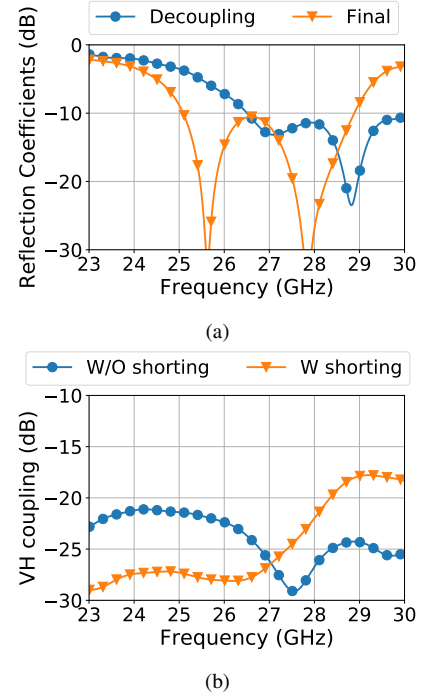 Decoupling Final
Reflection Coefficients (dB)
0
−10
−20
−30
23 24 25 26 27 28 29 30
Frequency (GHz)
(a)
W/O shorting W shorting
VH coupling (dB)
−10
−15
−20
−25
−30
23 24 25 26 27 28 29 30
Frequency (GHz)
(b)